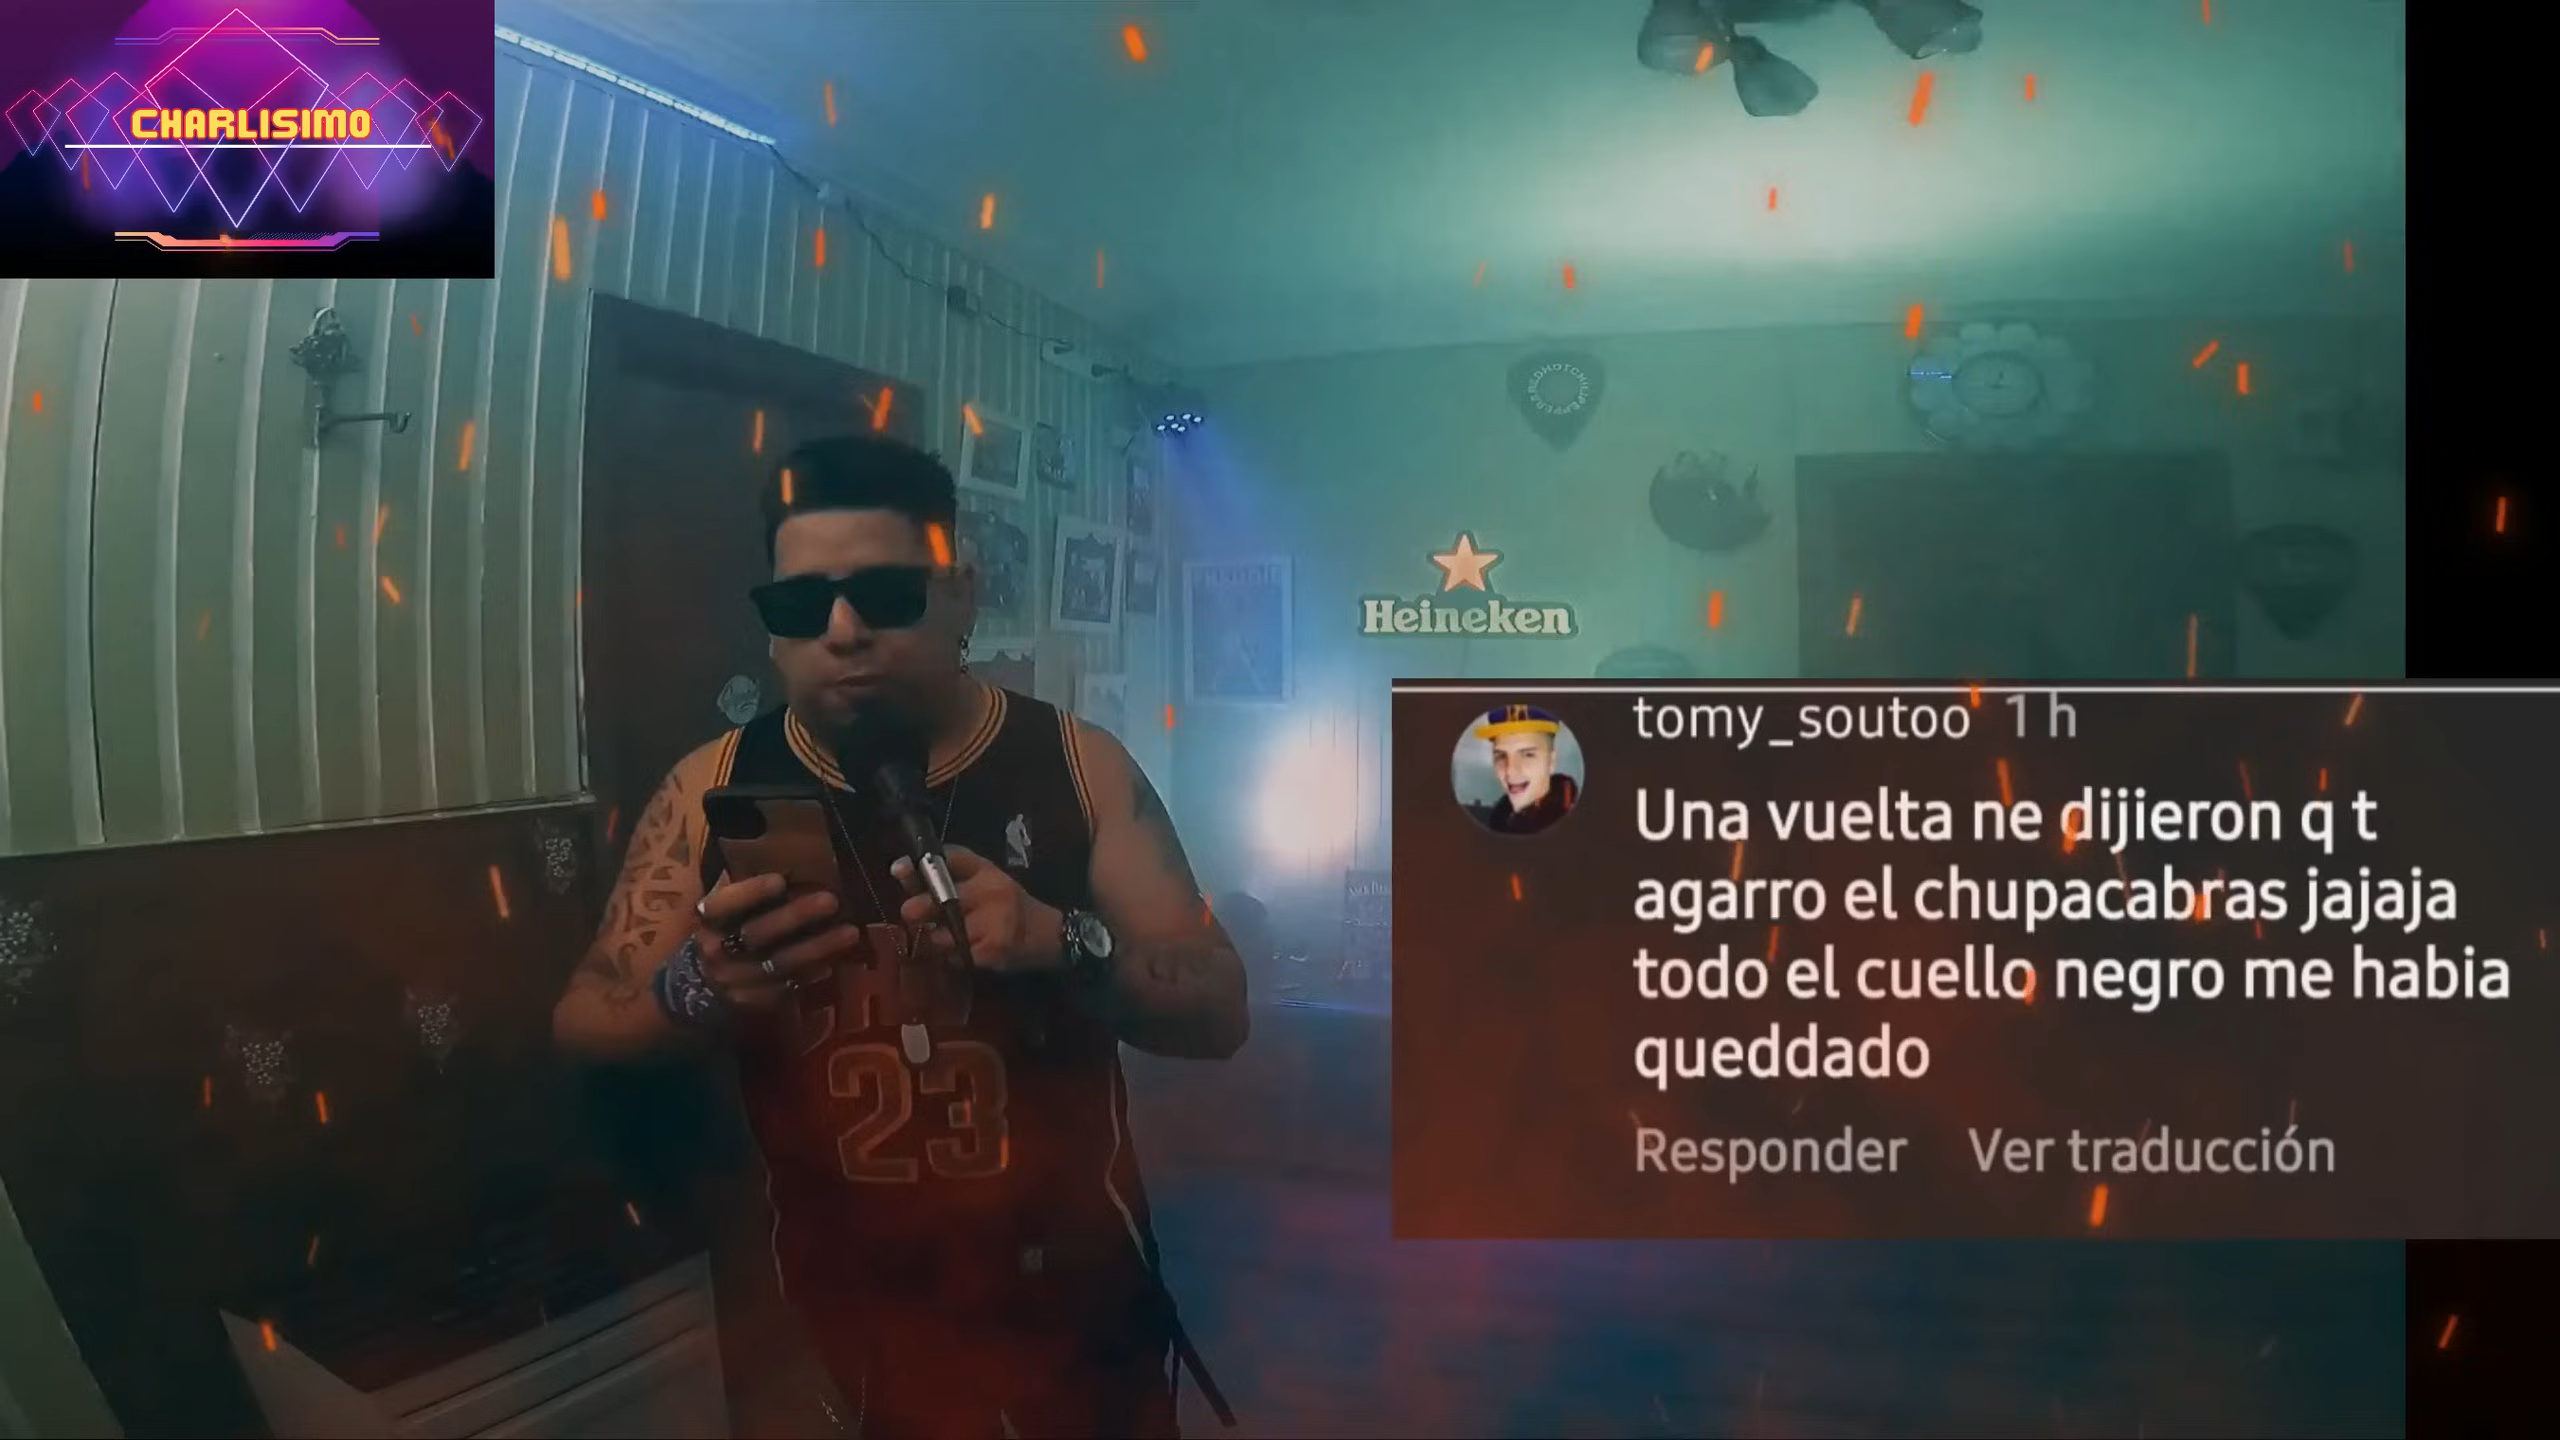 CHARLISIMO
REDHOTCHILIPEPPERS
Heineken
23
tomy_soutoo 1 h
Una vuelta ne dijieron q t
agarro el chupacabras jajaja
todo el cuello negro me habia
queddado
Responder Ver traducción